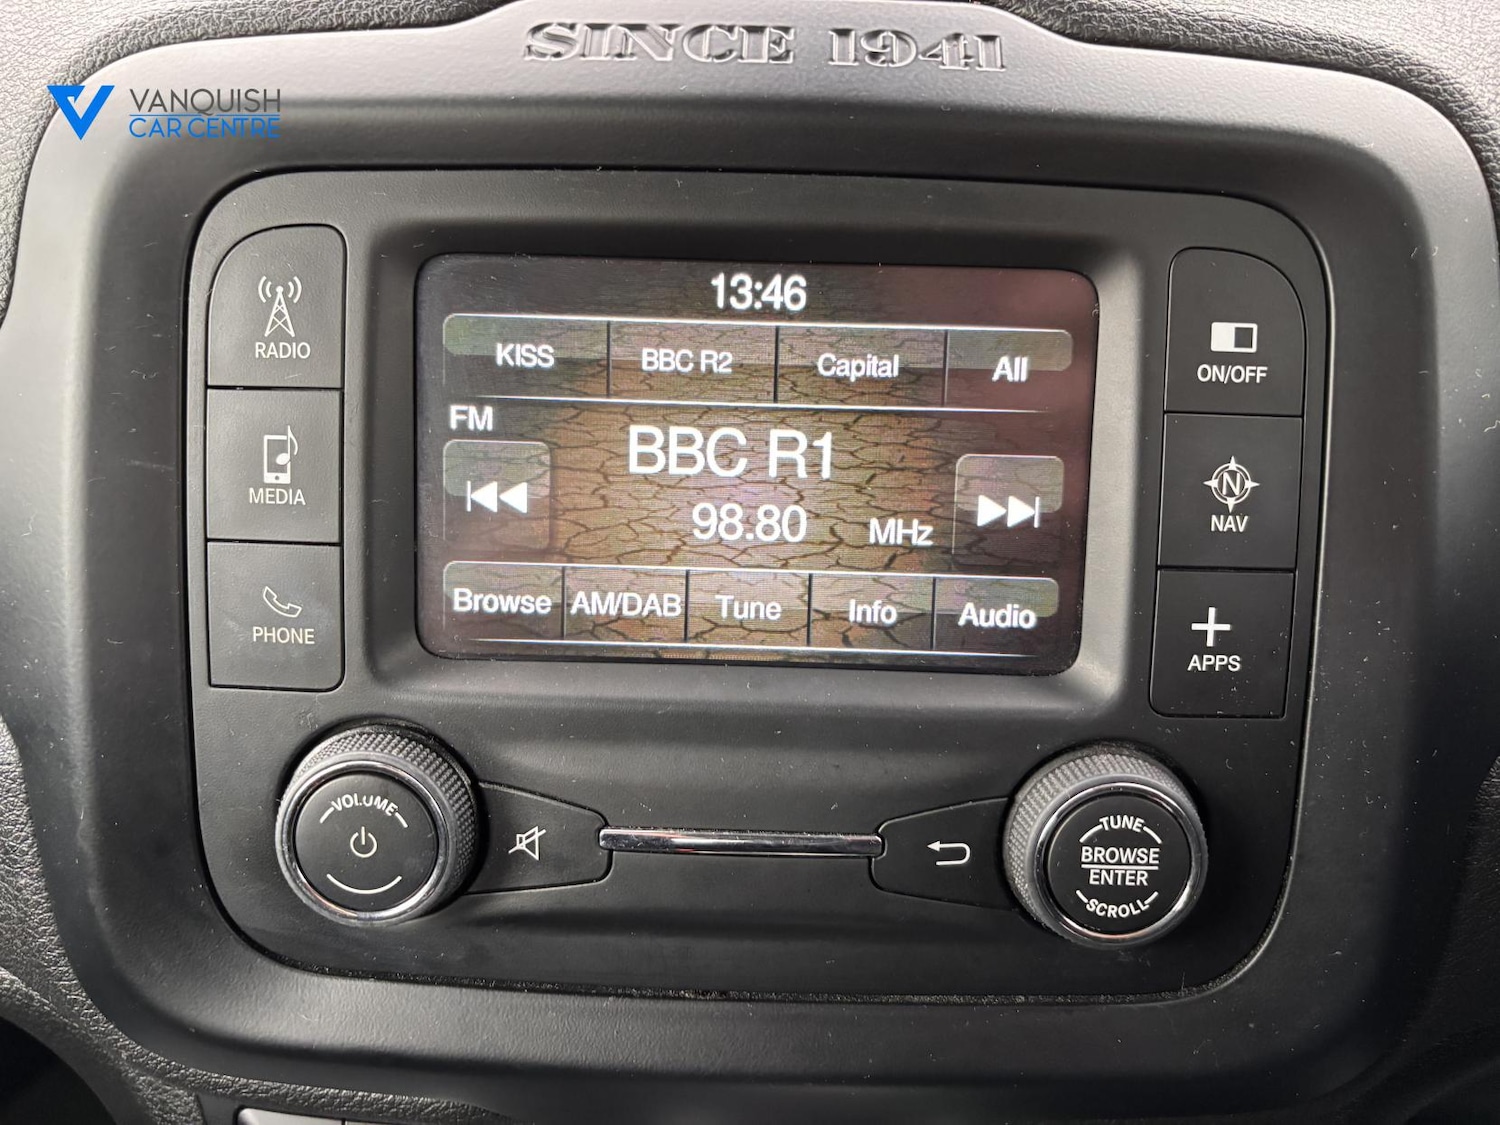 SINCE 1941
VANQUISH
CAR CENTRE
RADIO
MEDIA
PHONE
13:46
KISS BBC R2 Capital All
FM
BBC R1
98.80 MHz
Browse AM/DAB Tune Info Audio
ON/OFF
N
NAV
APPS
VOLUME
TUNE
BROWSE
ENTER
SCROLL